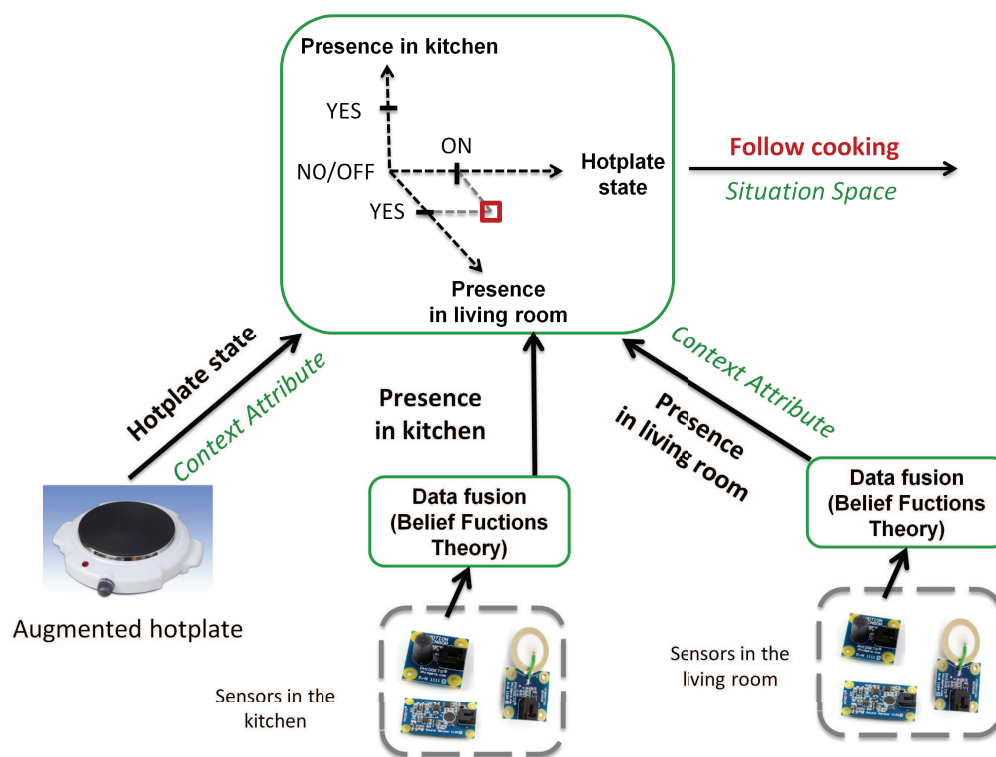 Presence in kitchen
YES
ON
NO/OFF
Hotplate
state
YES
Presence
in living room
Follow cooking
Situation Space
Hotplate state
Context Attribute
Presence
in kitchen
Context Attribute
Presence
in living room
Data fusion
(Belief Fuctions
Theory)
Data fusion
(Belief Fuctions
Theory)
Augmented hotplate
Sensors in the
kitchen
Sensors in the
living room